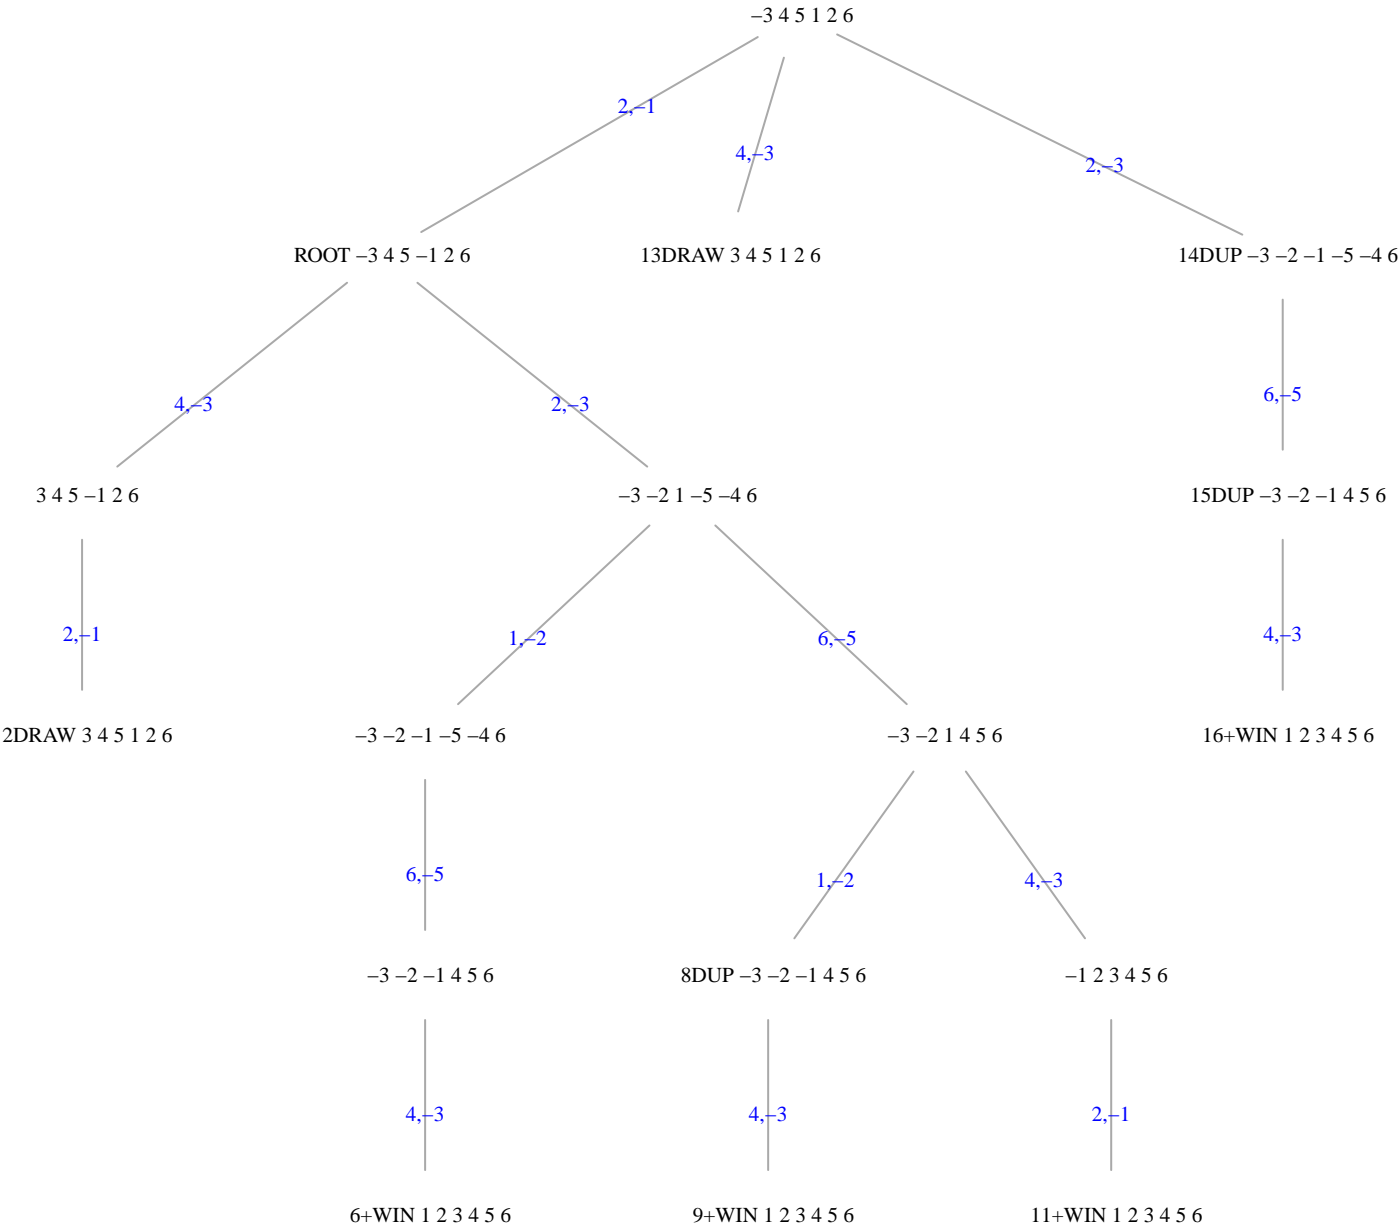 −3 4 5 1 2 6
2,−1
4,−3
2,−3
ROOT −3 4 5 −1 2 6
13DRAW 3 4 5 1 2 6
14DUP −3 −2 −1 −5 −4 6
4,−3
2,−3
6,−5
3 4 5 −1 2 6
−3 −2 1 −5 −4 6
15DUP −3 −2 −1 4 5 6
2,−1
1,−2
6,−5
4,−3
2DRAW 3 4 5 1 2 6
−3 −2 −1 −5 −4 6
−3 −2 1 4 5 6
16+WIN 1 2 3 4 5 6
6,−5
1,−2
4,−3
−3 −2 −1 4 5 6
8DUP −3 −2 −1 4 5 6
−1 2 3 4 5 6
4,−3
4,−3
2,−1
6+WIN 1 2 3 4 5 6
9+WIN 1 2 3 4 5 6
11+WIN 1 2 3 4 5 6